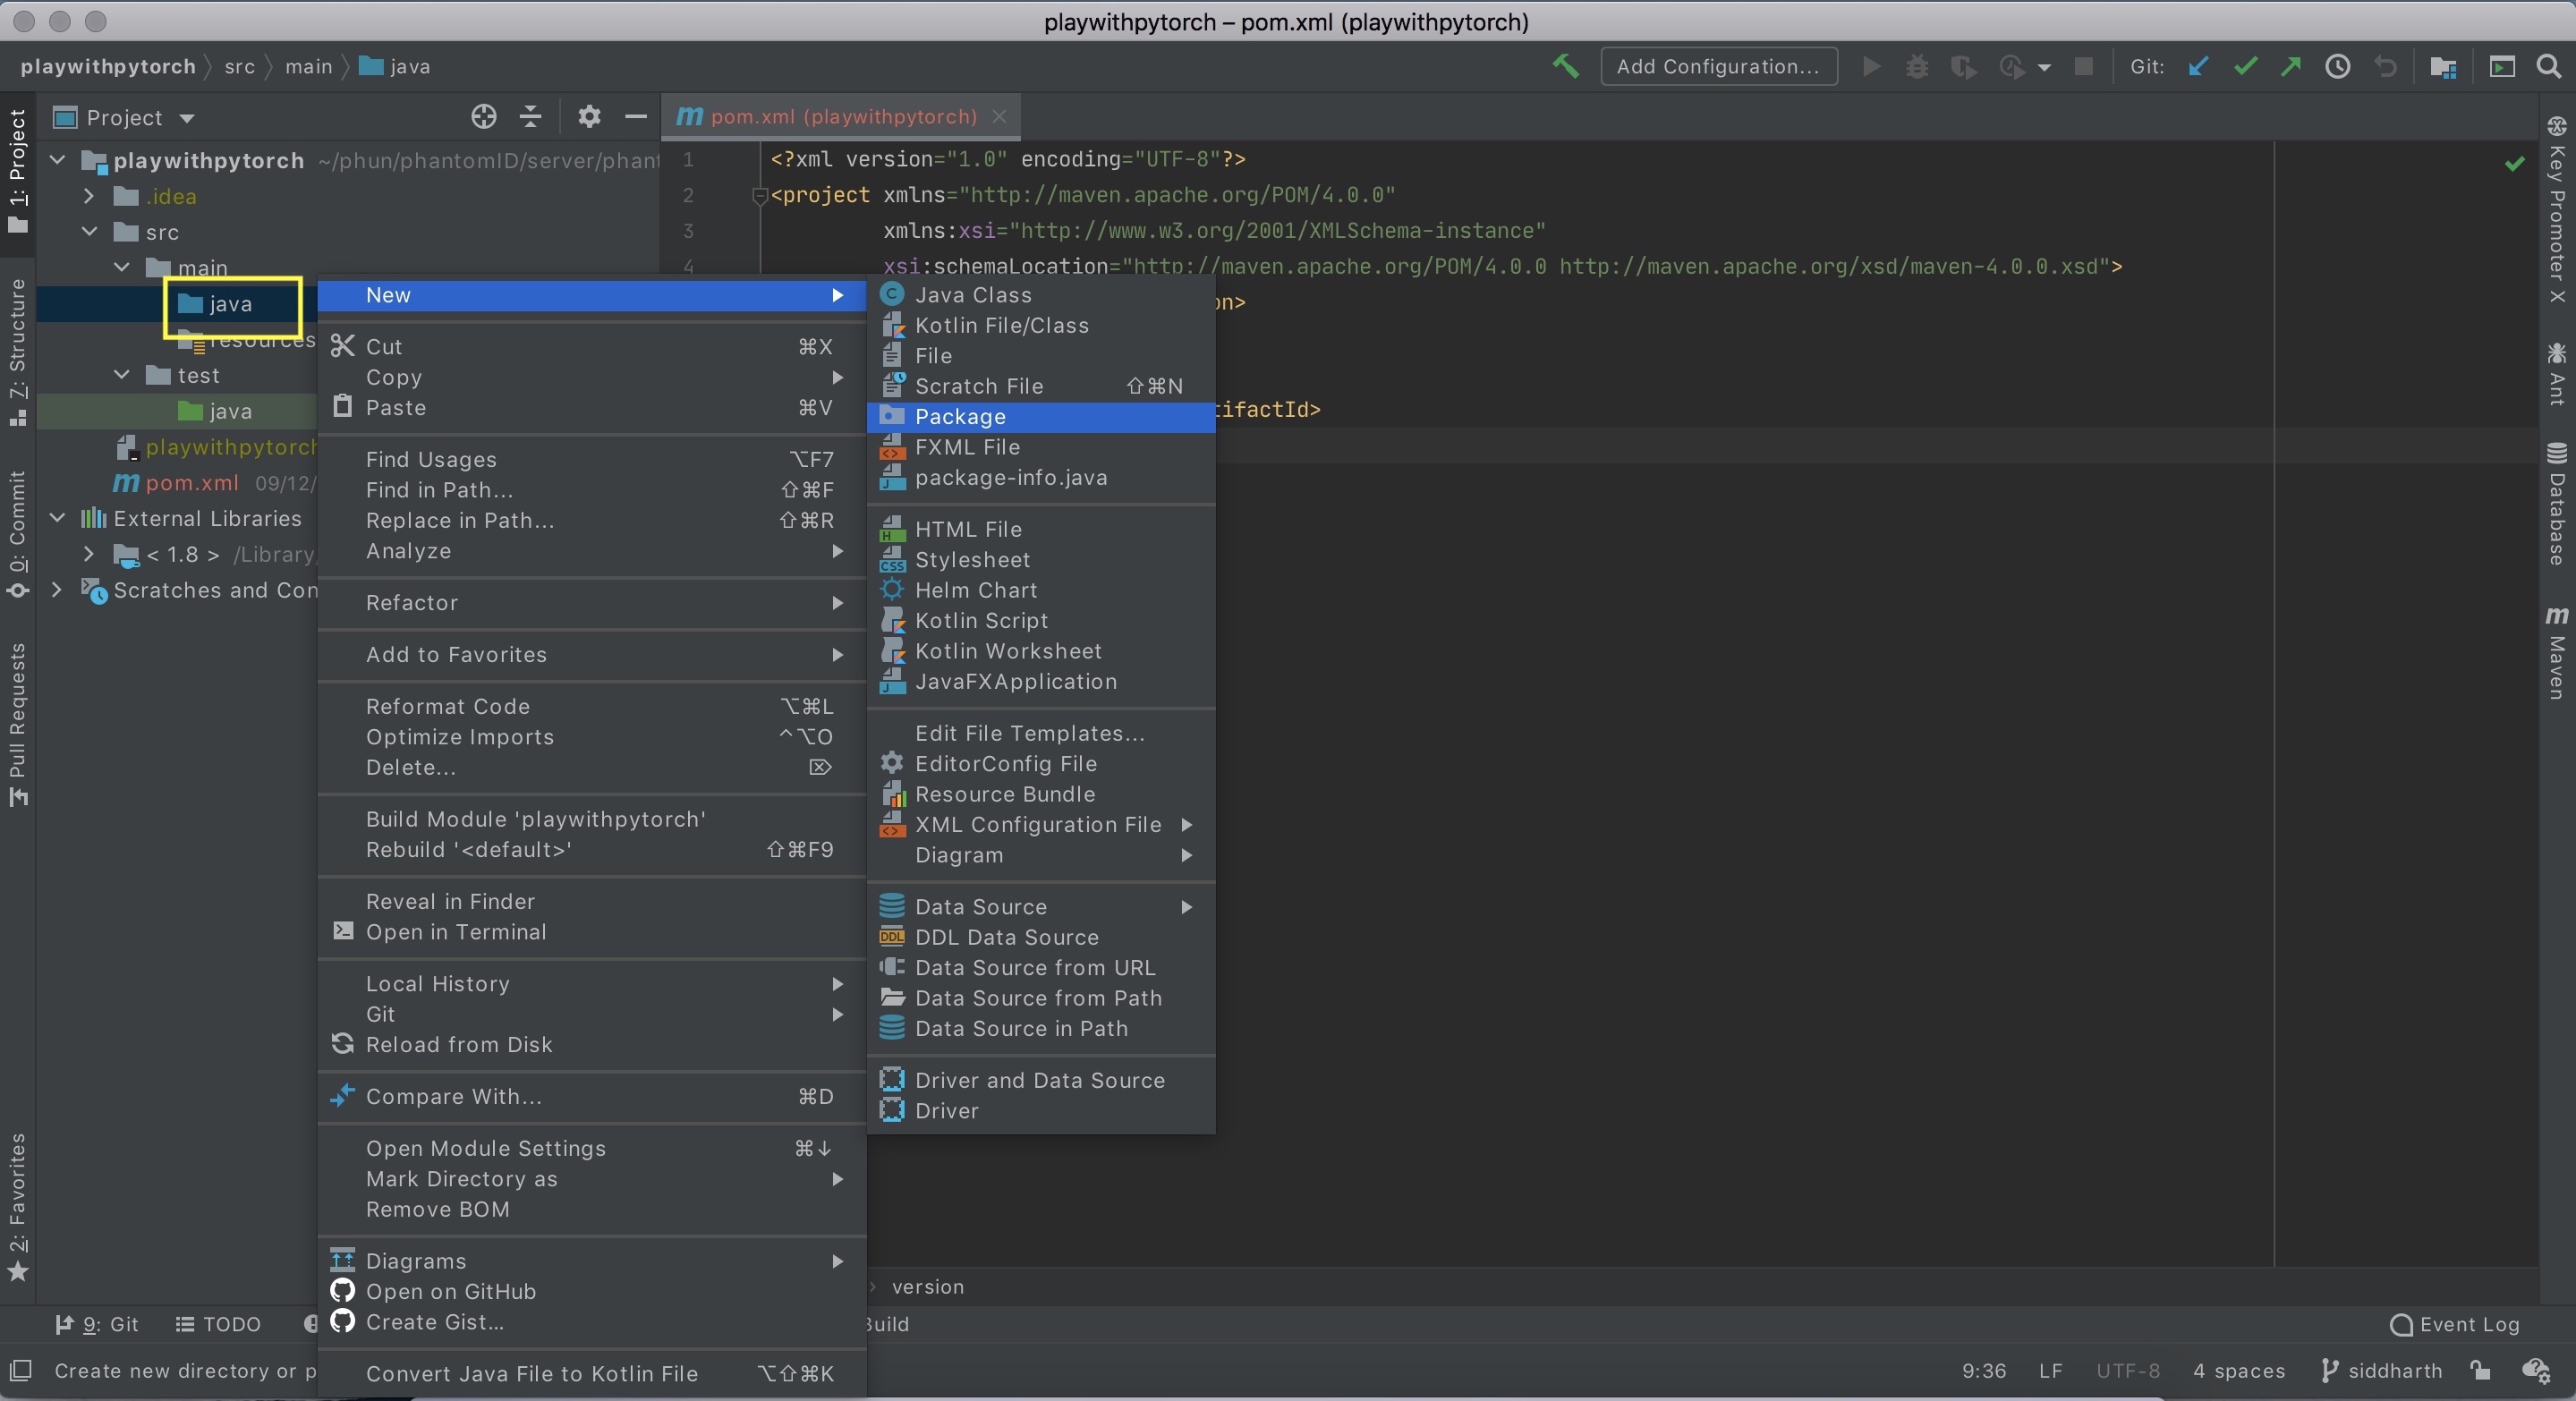 playwithpytorch – pom.xml (playwithpytorch)
playwithpytorch src main java
Add Configuration...
Git:
1: Project
7: Structure
0: Commit
Pull Requests
2: Favorites
Project
playwithpytorch ~/phun/phantomID/server/phant
.idea
src
main
java
resources
test
java
playwithpytorch
pom.xml 09/12/
External Libraries
< 1.8 > /Library/
Scratches and Con
pom.xml (playwithpytorch)
1 <?xml version="1.0" encoding="UTF-8"?>
2 <project xmlns="http://maven.apache.org/POM/4.0.0"
3 xmlns:xsi="http://www.w3.org/2001/XMLSchema-instance"
4 xsi:schemaLocation="http://maven.apache.org/POM/4.0.0 http://maven.apache.org/xsd/maven-4.0.0.xsd">
on>
tifactId>
New
Cut ⌘X
Copy
Paste ⌘V
Find Usages ⌥F7
Find in Path... ⇧⌘F
Replace in Path... ⇧⌘R
Analyze
Refactor
Add to Favorites
Reformat Code ⌥⌘L
Optimize Imports ^⌥O
Delete... ⌦
Build Module 'playwithpytorch'
Rebuild '<default>' ⇧⌘F9
Reveal in Finder
Open in Terminal
Local History
Git
Reload from Disk
Compare With... ⌘D
Open Module Settings ⌘↓
Mark Directory as
Remove BOM
Diagrams
Open on GitHub
Create Gist...
Convert Java File to Kotlin File ⌥⇧⌘K
Java Class
Kotlin File/Class
File
Scratch File ⇧⌘N
Package
FXML File
package-info.java
HTML File
Stylesheet
Helm Chart
Kotlin Script
Kotlin Worksheet
JavaFXApplication
Edit File Templates...
EditorConfig File
Resource Bundle
XML Configuration File
Diagram
Data Source
DDL Data Source
Data Source from URL
Data Source from Path
Data Source in Path
Driver and Data Source
Driver
Key Promoter X
Ant
Database
Maven
version
9: Git
TODO
Build
Event Log
Create new directory or p
9:36 LF UTF-8 4 spaces siddharth